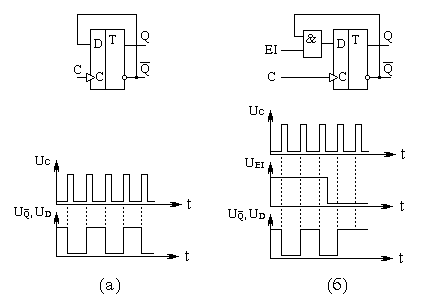 D T Q
C C Q̅
EI & D T Q
C C Q̅
Uc t
UQ̅, UD t
(a)
Uc t
UEI t
UQ̅, UD t
(б)